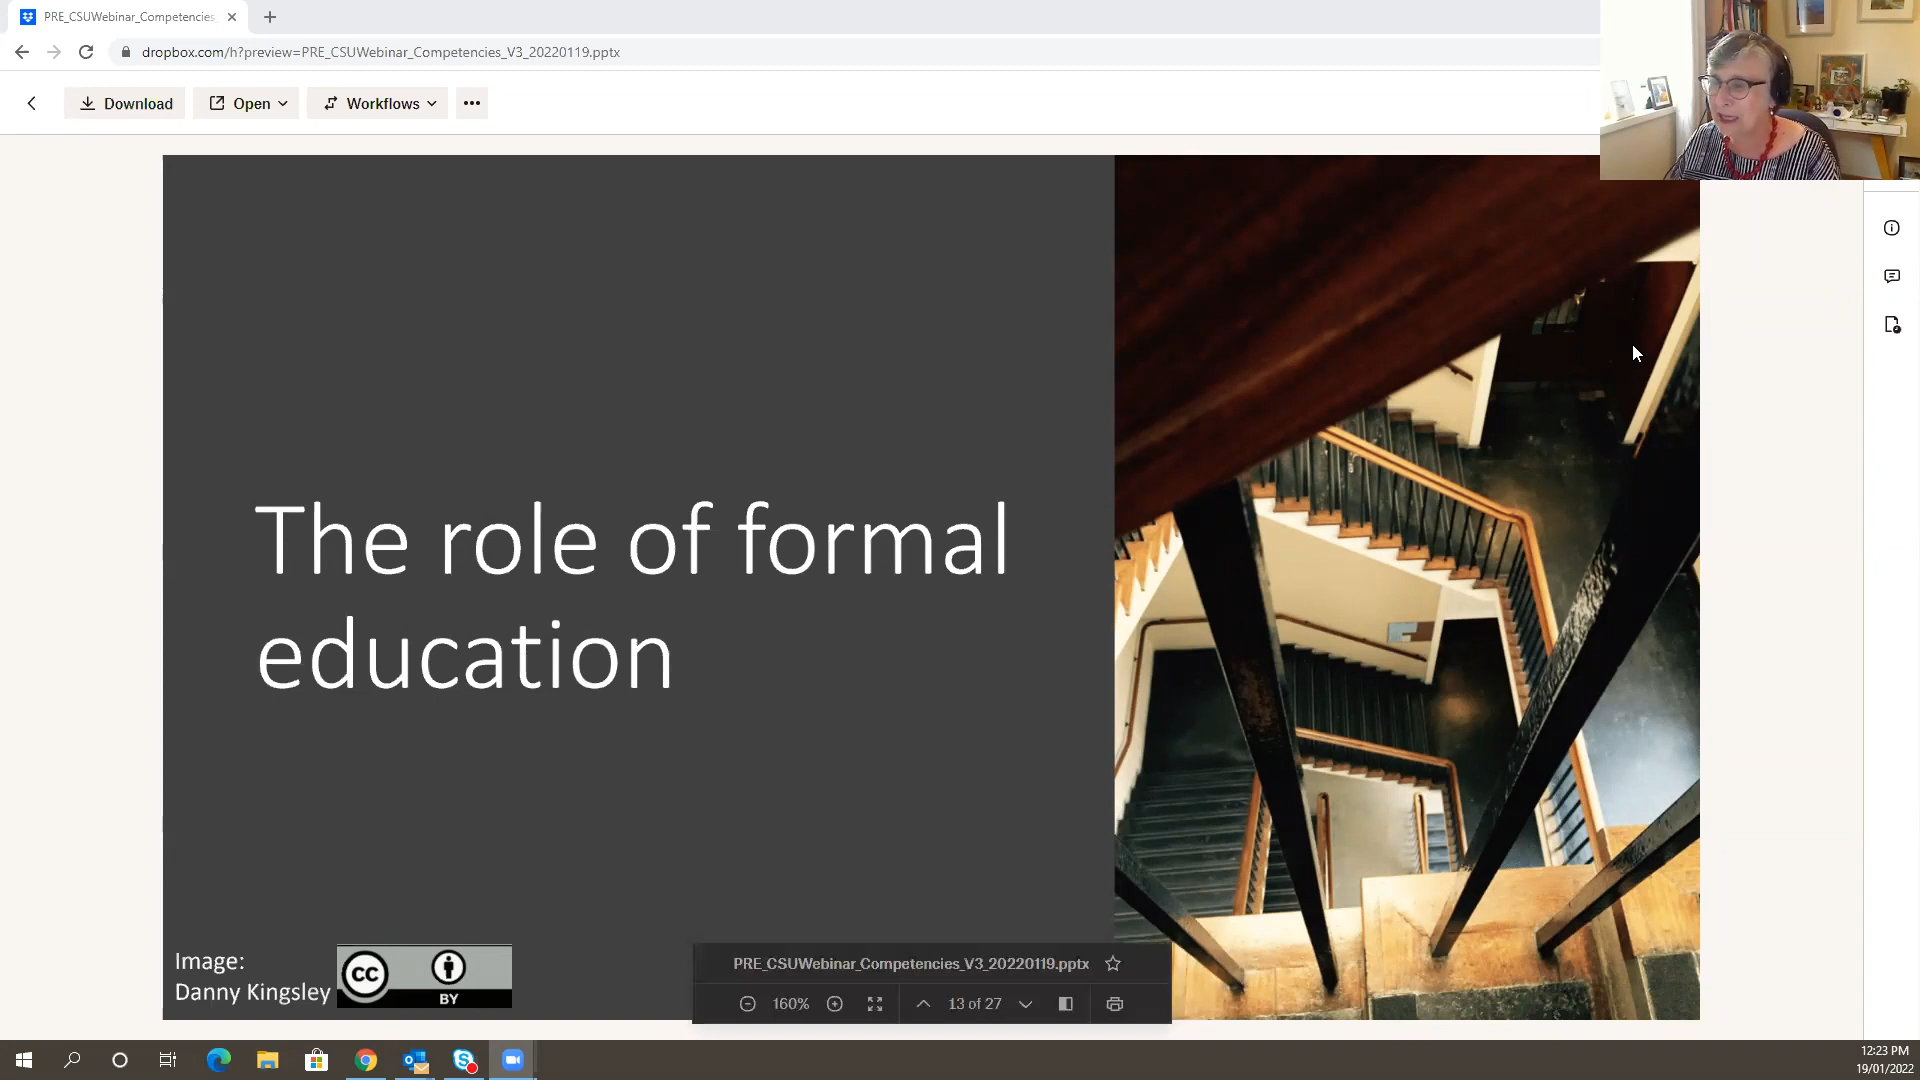 PRE_CSUWebinar_Competencies
dropbox.com/h?preview=PRE_CSUWebinar_Competencies_V3_20220119.pptx
Download
Open
Workflows
The role of formal
education
Image:
Danny Kingsley
CC
BY
PRE_CSUWebinar_Competencies_V3_20220119.pptx
160%
13 of 27
12:23 PM
19/01/2022